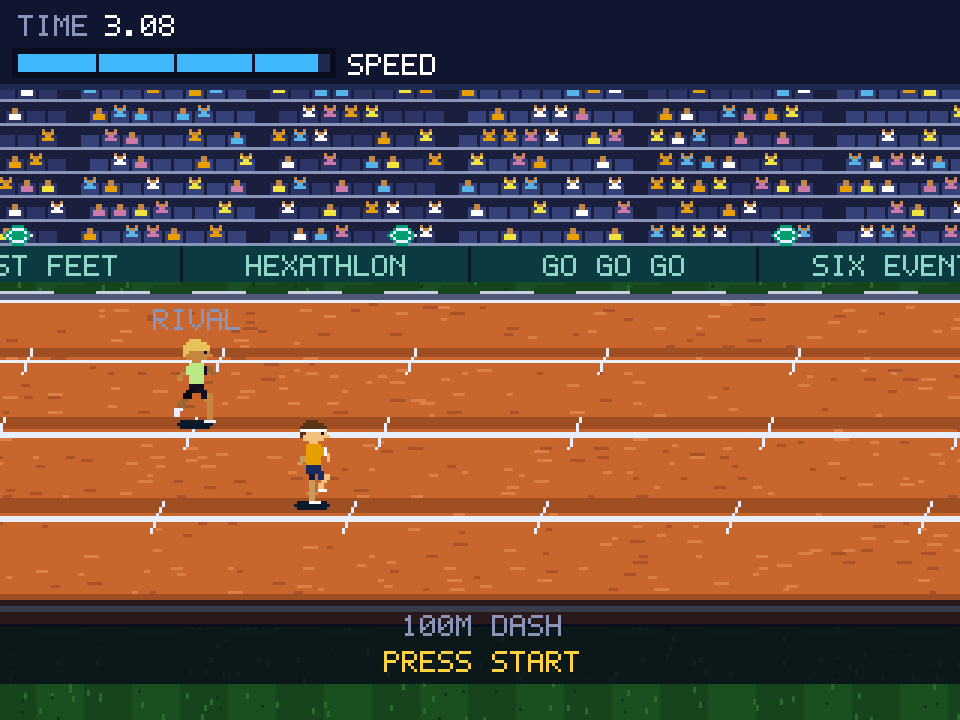 TIME 3.08
SPEED
ST FEET
HEXATHLON
GO GO GO
SIX EVENT
RIVAL
100M DASH
PRESS START